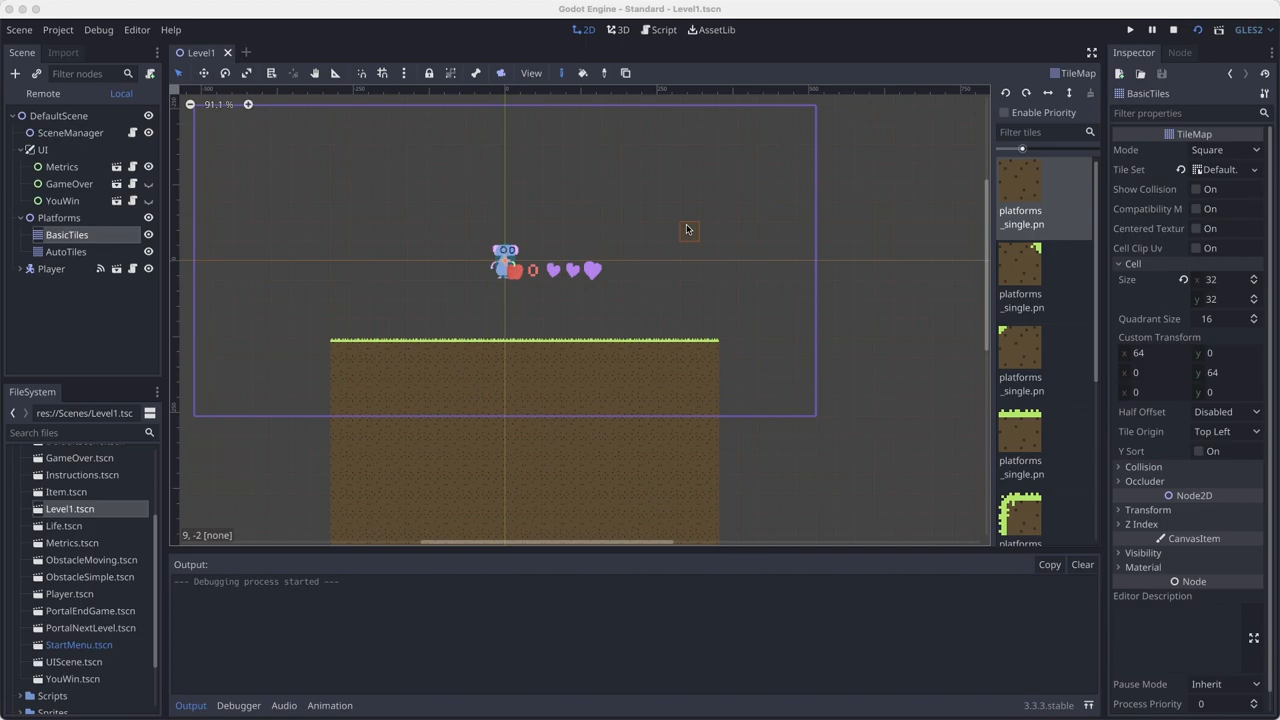 Godot Engine - Standard - Level1.tscn
Scene Project Debug Editor Help
2D 3D Script AssetLib
GLES2
Scene Import
Filter nodes
Remote Local
DefaultScene
SceneManager
UI
Metrics
GameOver
YouWin
Platforms
BasicTiles
AutoTiles
Player
FileSystem
res://Scenes/Level1.tsc
Search files
GameOver.tscn
Instructions.tscn
Item.tscn
Level1.tscn
Life.tscn
Metrics.tscn
ObstacleMoving.tscn
ObstacleSimple.tscn
Player.tscn
PortalEndGame.tscn
PortalNextLevel.tscn
StartMenu.tscn
UIScene.tscn
YouWin.tscn
Scripts
Sprites
Level1
View
TileMap
91.1 %
9, -2 [none]
Enable Priority
Filter tiles
platforms
_single.pn
platforms
_single.pn
platforms
_single.pn
platforms
_single.pn
platforms
Output:
Copy Clear
--- Debugging process started ---
Output Debugger Audio Animation
3.3.3.stable
Inspector Node
BasicTiles
Filter properties
TileMap
Mode Square
Tile Set Default.
Show Collision On
Compatibility M On
Centered Textur On
Cell Clip Uv On
Cell
Size x 32
y 32
Quadrant Size 16
Custom Transform
x 64 y 0
x 0 y 64
x 0 y 0
Half Offset Disabled
Tile Origin Top Left
Y Sort On
Collision
Occluder
Node2D
Transform
Z Index
CanvasItem
Visibility
Material
Node
Editor Description
Pause Mode Inherit
Process Priority 0